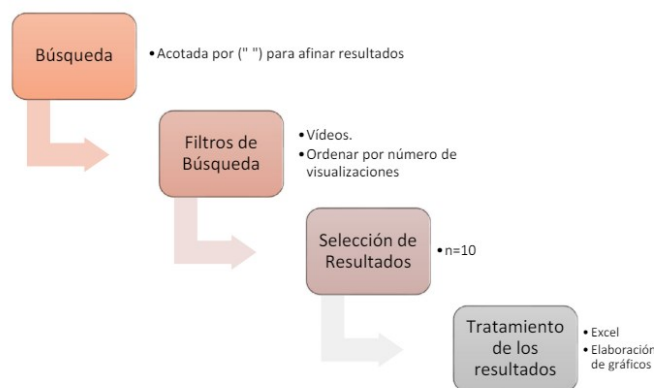 Búsqueda
•Acotada por (" ") para afinar resultados
Filtros de
Búsqueda
•Vídeos.
•Ordenar por número de
visualizaciones
Selección de
Resultados
•n=10
Tratamiento
de los
resultados
•Excel
•Elaboración
de gráficos